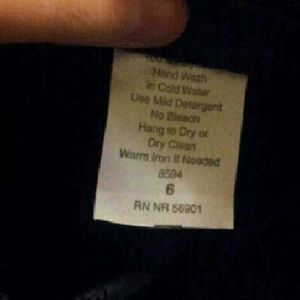 Hand Wash
in Cold Water
Use Mild Detergent
No Bleach
Hang to Dry or
Dry Clean
Warm Iron If Needed
8594
6
RN NR 56901